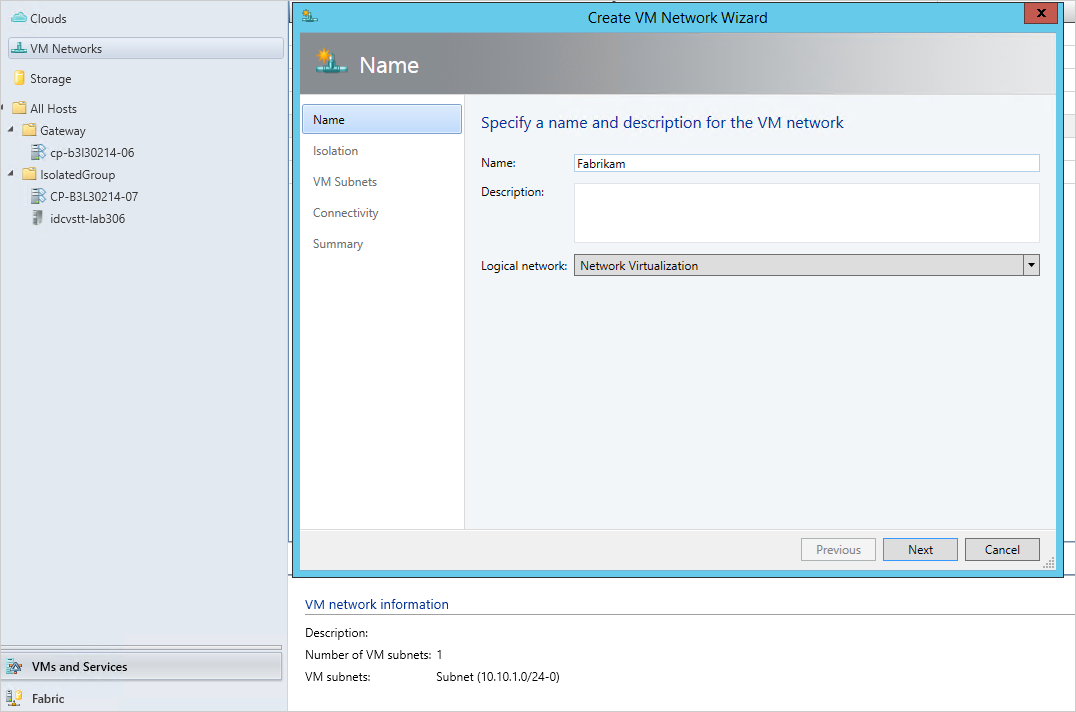 Clouds
VM Networks
Storage
All Hosts
Gateway
cp-b3l30214-06
IsolatedGroup
CP-B3L30214-07
idcvstt-lab306
VMs and Services
Fabric
Create VM Network Wizard
x
Name
Name
Isolation
VM Subnets
Connectivity
Summary
Specify a name and description for the VM network
Name: Fabrikam
Description:
Logical network: Network Virtualization
Previous Next Cancel
VM network information
Description:
Number of VM subnets: 1
VM subnets: Subnet (10.10.1.0/24-0)